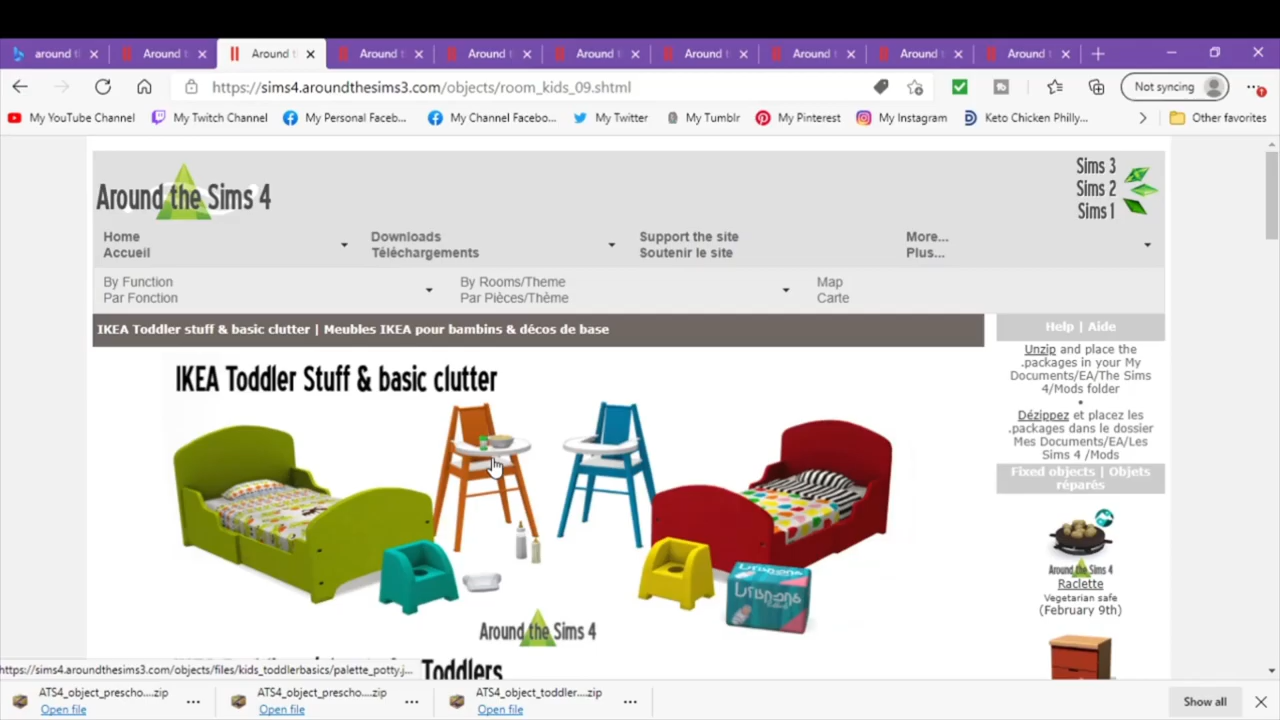 around t
Around t
Around t
Around t
Around t
Around t
Around t
Around t
Around t
Around t
https://sims4.aroundthesims3.com/objects/room_kids_09.shtml
Not syncing
My YouTube Channel
My Twitch Channel
My Personal Facebo...
My Channel Facebo...
My Twitter
My Tumblr
My Pinterest
My Instagram
Keto Chicken Philly...
Other favorites
Around the Sims 4
Sims 3
Sims 2
Sims 1
Home
Accueil
Downloads
Téléchargements
Support the site
Soutenir le site
More...
Plus...
By Function
Par Fonction
By Rooms/Theme
Par Pièces/Thème
Map
Carte
IKEA Toddler stuff & basic clutter | Meubles IKEA pour bambins & décos de base
IKEA Toddler Stuff & basic clutter
Around the Sims 4
Toddlers
Help | Aide
Unzip and place the
.packages in your My
Documents/EA/The Sims
4/Mods folder
•
Dézippez et placez les
.packages dans le dossier
Mes Documents/EA/Les
Sims 4 /Mods
Fixed objects | Objets
réparés
Around the Sims 4
Raclette
Vegetarian safe
(February 9th)
https://sims4.aroundthesims3.com/objects/files/kids_toddlerbasics/palette_potty.j...
ATS4_object_prescho....zip
Open file
ATS4_object_prescho....zip
Open file
ATS4_object_toddler....zip
Open file
Show all